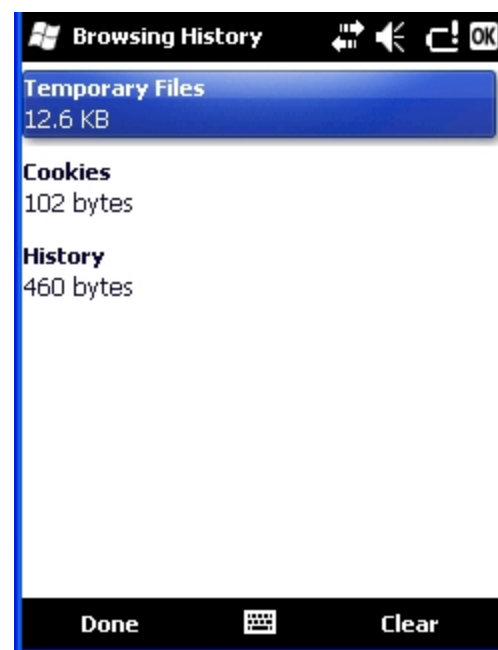 Browsing History OK
Temporary Files
12.6 KB
Cookies
102 bytes
History
460 bytes
Done Clear